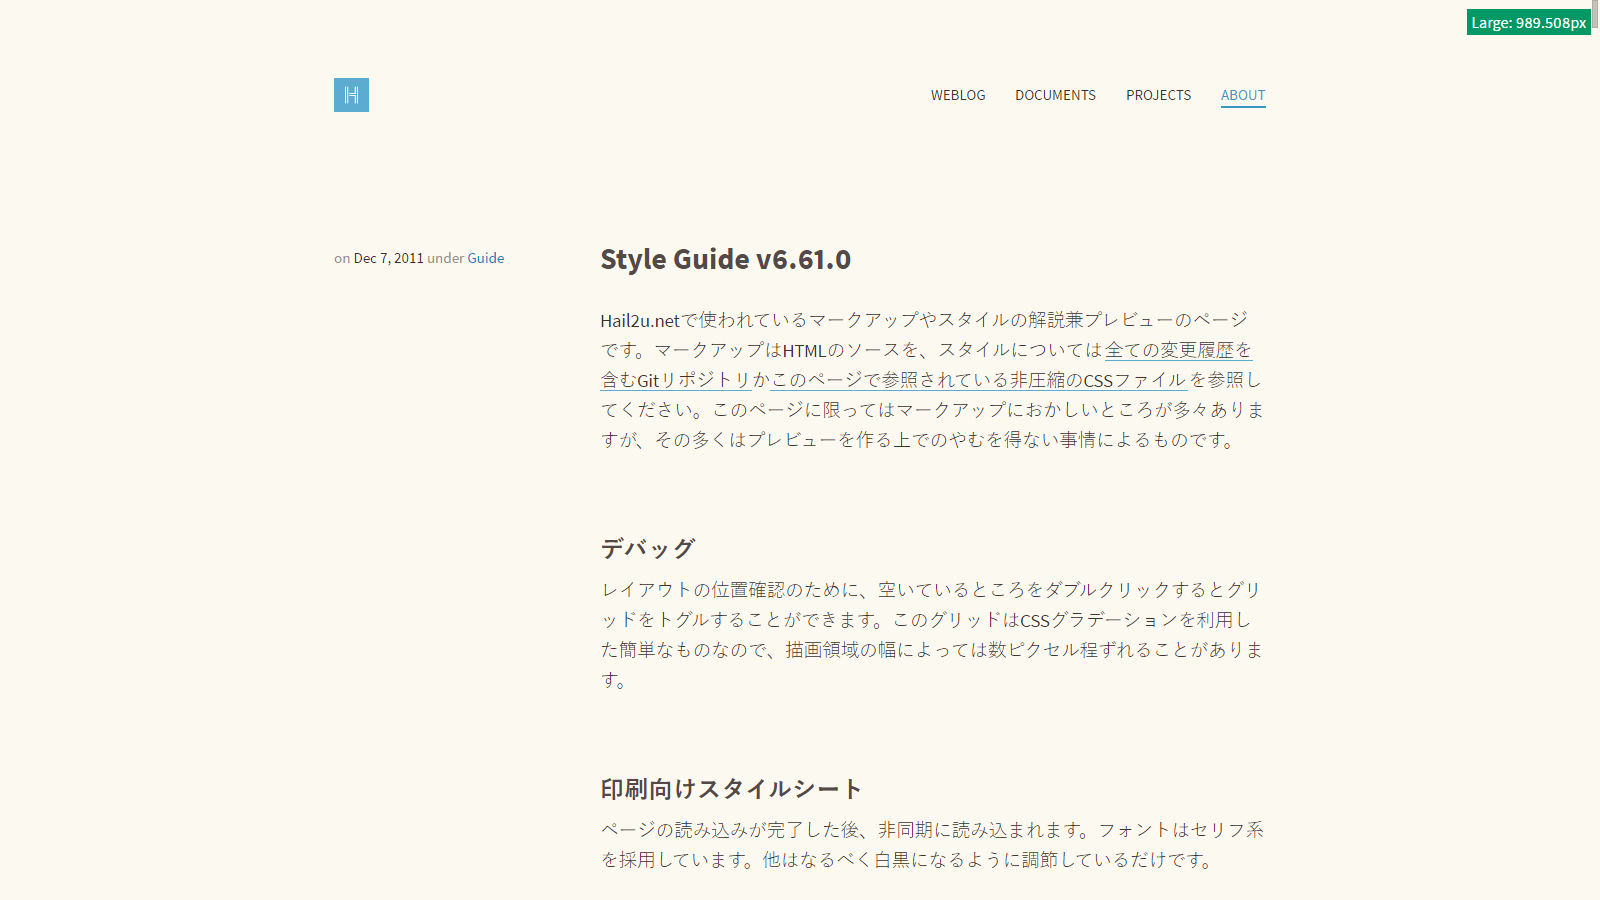 Large: 989.508px
H
WEBLOG DOCUMENTS PROJECTS ABOUT
on Dec 7, 2011 under Guide
Style Guide v6.61.0
Hail2u.netで使われているマークアップやスタイルの解説兼プレビューのページ
です。マークアップはHTMLのソースを、スタイルについては全ての変更履歴を
含むGitリポジトリかこのページで参照されている非圧縮のCSSファイルを参照し
てください。このページに限ってはマークアップにおかしいところが多々ありま
すが、その多くはプレビューを作る上でのやむを得ない事情によるものです。
デバッグ
レイアウトの位置確認のために、空いているところをダブルクリックするとグリ
ッドをトグルすることができます。このグリッドはCSSグラデーションを利用し
た簡単なものなので、描画領域の幅によっては数ピクセル程ずれることがありま
す。
印刷向けスタイルシート
ページの読み込みが完了した後、非同期に読み込まれます。フォントはセリフ系
を採用しています。他はなるべく白黒になるように調節しているだけです。